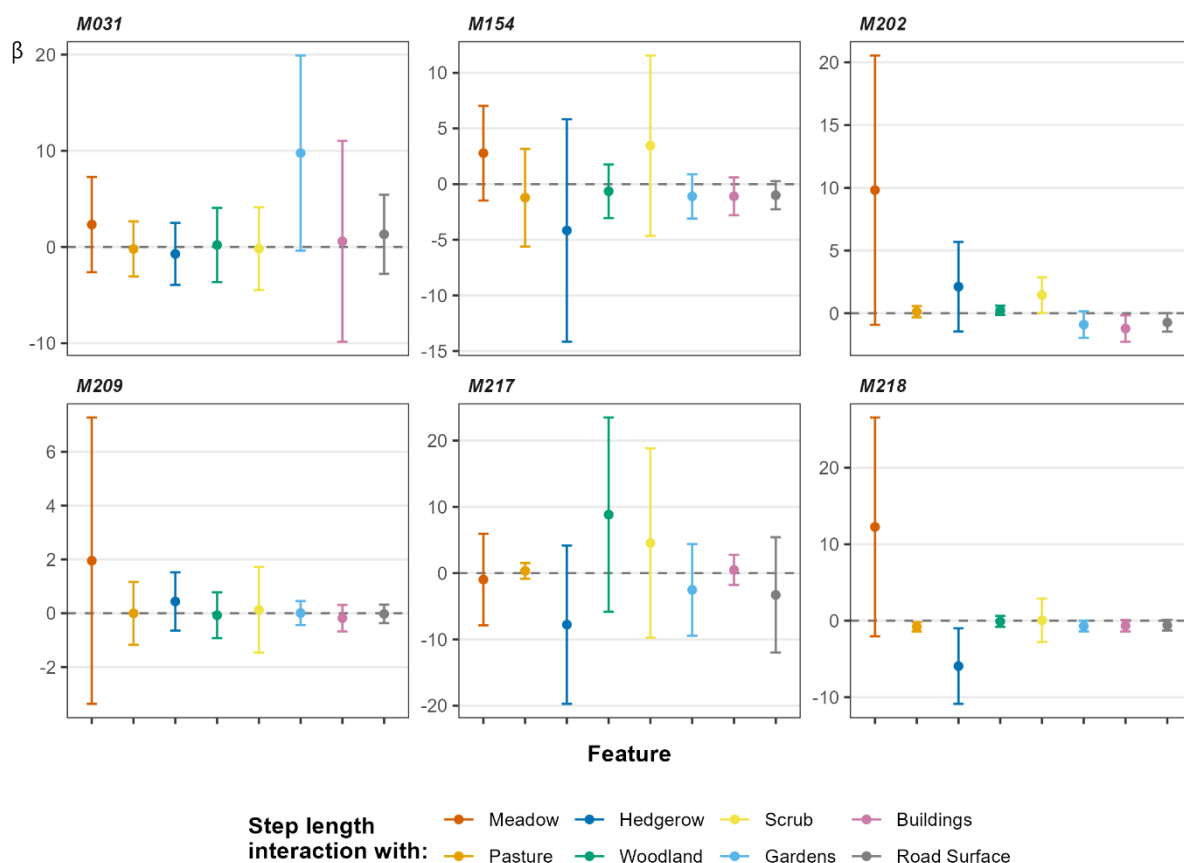 M031
M154
M202
β
20
10
0
-10
10
5
0
-5
-10
-15
20
15
10
5
0
M209
M217
M218
6
4
2
0
-2
20
10
0
-10
-20
20
10
0
-10
Feature
Step length
interaction with:
Meadow Hedgerow Scrub Buildings
Pasture Woodland Gardens Road Surface